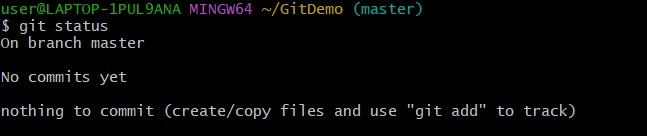 user@LAPTOP-1PUL9ANA MINGW64 ~/GitDemo (master)
$ git status
On branch master
No commits yet
nothing to commit (create/copy files and use "git add" to track)